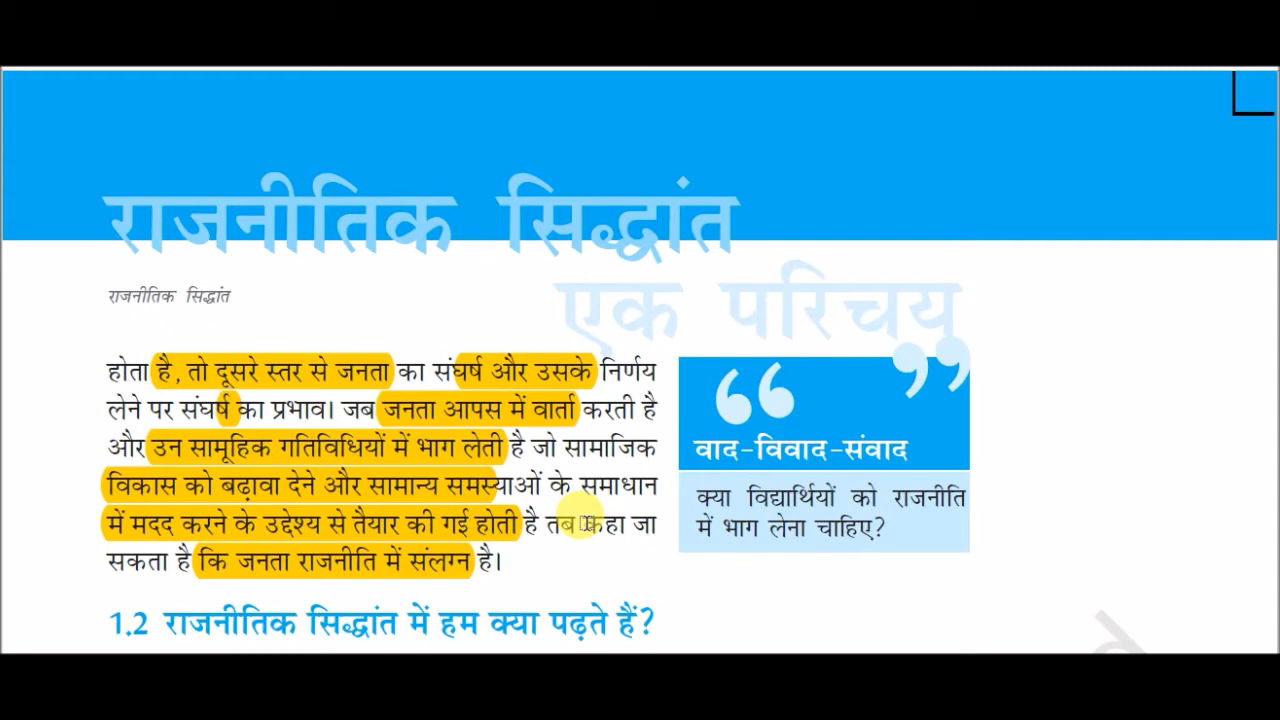 राजनीतिक सिद्धांत
एक परिचय
राजनीतिक सिद्धांत
होता है, तो दूसरे स्तर से जनता का संघर्ष और उसके निर्णय
लेने पर संघर्ष का प्रभाव। जब जनता आपस में वार्ता करती है
और उन सामूहिक गतिविधियों में भाग लेती है जो सामाजिक
विकास को बढ़ावा देने और सामान्य समस्याओं के समाधान
में मदद करने के उद्देश्य से तैयार की गई होती है तब कहा जा
सकता है कि जनता राजनीति में संलग्न है।
1.2 राजनीतिक सिद्धांत में हम क्या पढ़ते हैं?
“ ”
वाद-विवाद-संवाद
क्या विद्यार्थियों को राजनीति
में भाग लेना चाहिए?